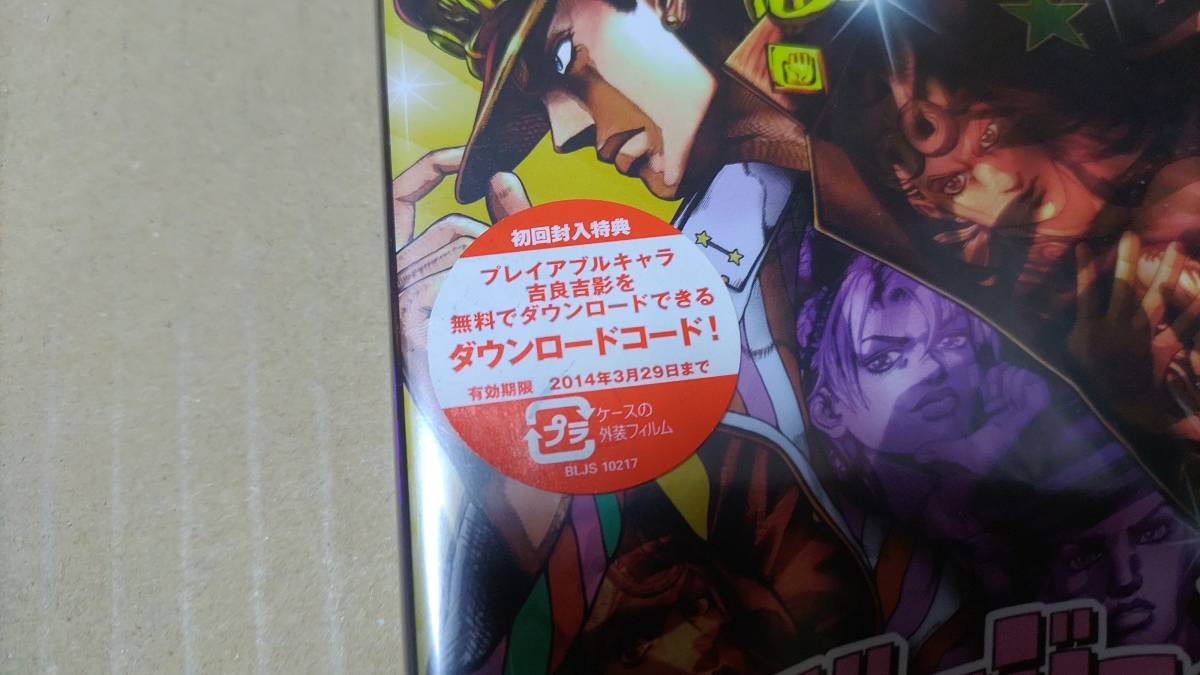 初回封入特典
プレイアブルキャラ
吉良吉影を
無料でダウンロードできる
ダウンロードコード!
有効期限 2014年3月29日まで
プラ
ケースの
外装フィルム
BLJS 10217